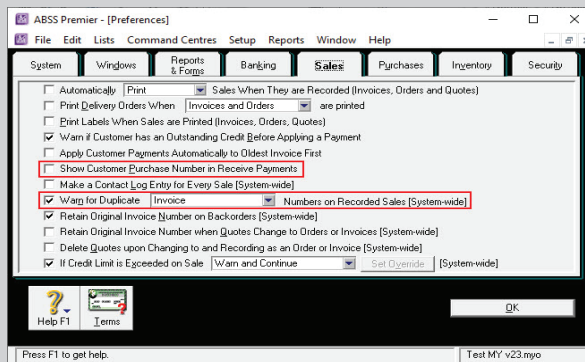 ABSS Premier - [Preferences]
File Edit Lists Command Centres Setup Reports Window Help
System Windows Reports & Forms Banking Sales Purchases Inventory Security
Automatically Print Sales When They are Recorded (Invoices, Orders and Quotes)
Print Delivery Orders When Invoices and Orders are printed
Print Labels When Sales are Printed (Invoices, Orders, Quotes)
Warn if Customer has an Outstanding Credit Before Applying a Payment
Apply Customer Payments Automatically to Oldest Invoice First
Show Customer Purchase Number in Receive Payments
Make a Contact Log Entry for Every Sale [System-wide]
Warn for Duplicate Invoice Numbers on Recorded Sales [System-wide]
Retain Original Invoice Number on Backorders [System-wide]
Retain Original Invoice Number when Quotes Change to Orders or Invoices [System-wide]
Delete Quotes upon Changing to and Recording as an Order or Invoice [System-wide]
If Credit Limit is Exceeded on Sale Warn and Continue Set Override [System-wide]
Help F1 Terms OK
Press F1 to get help. Test MY v23.myo